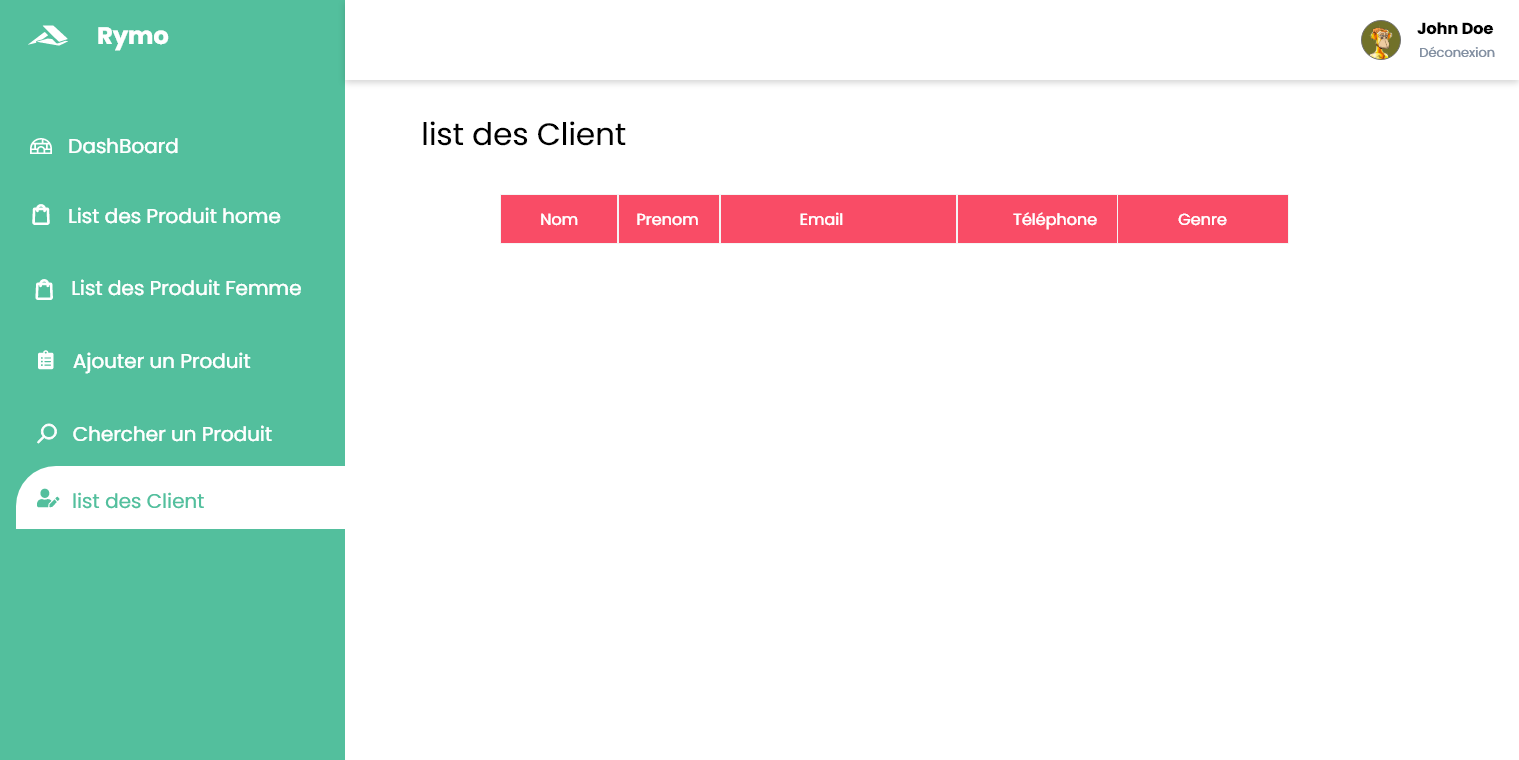 Rymo
John Doe
Déconexion
DashBoard
List des Produit home
List des Produit Femme
Ajouter un Produit
Chercher un Produit
list des Client
list des Client
Nom Prenom Email Téléphone Genre